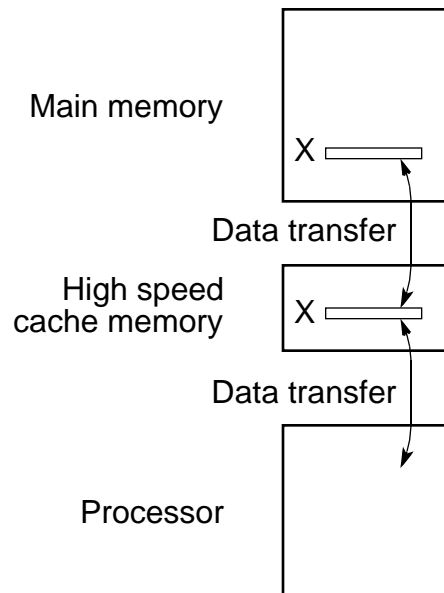 Main memory
X
Data transfer
High speed
cache memory
X
Data transfer
Processor